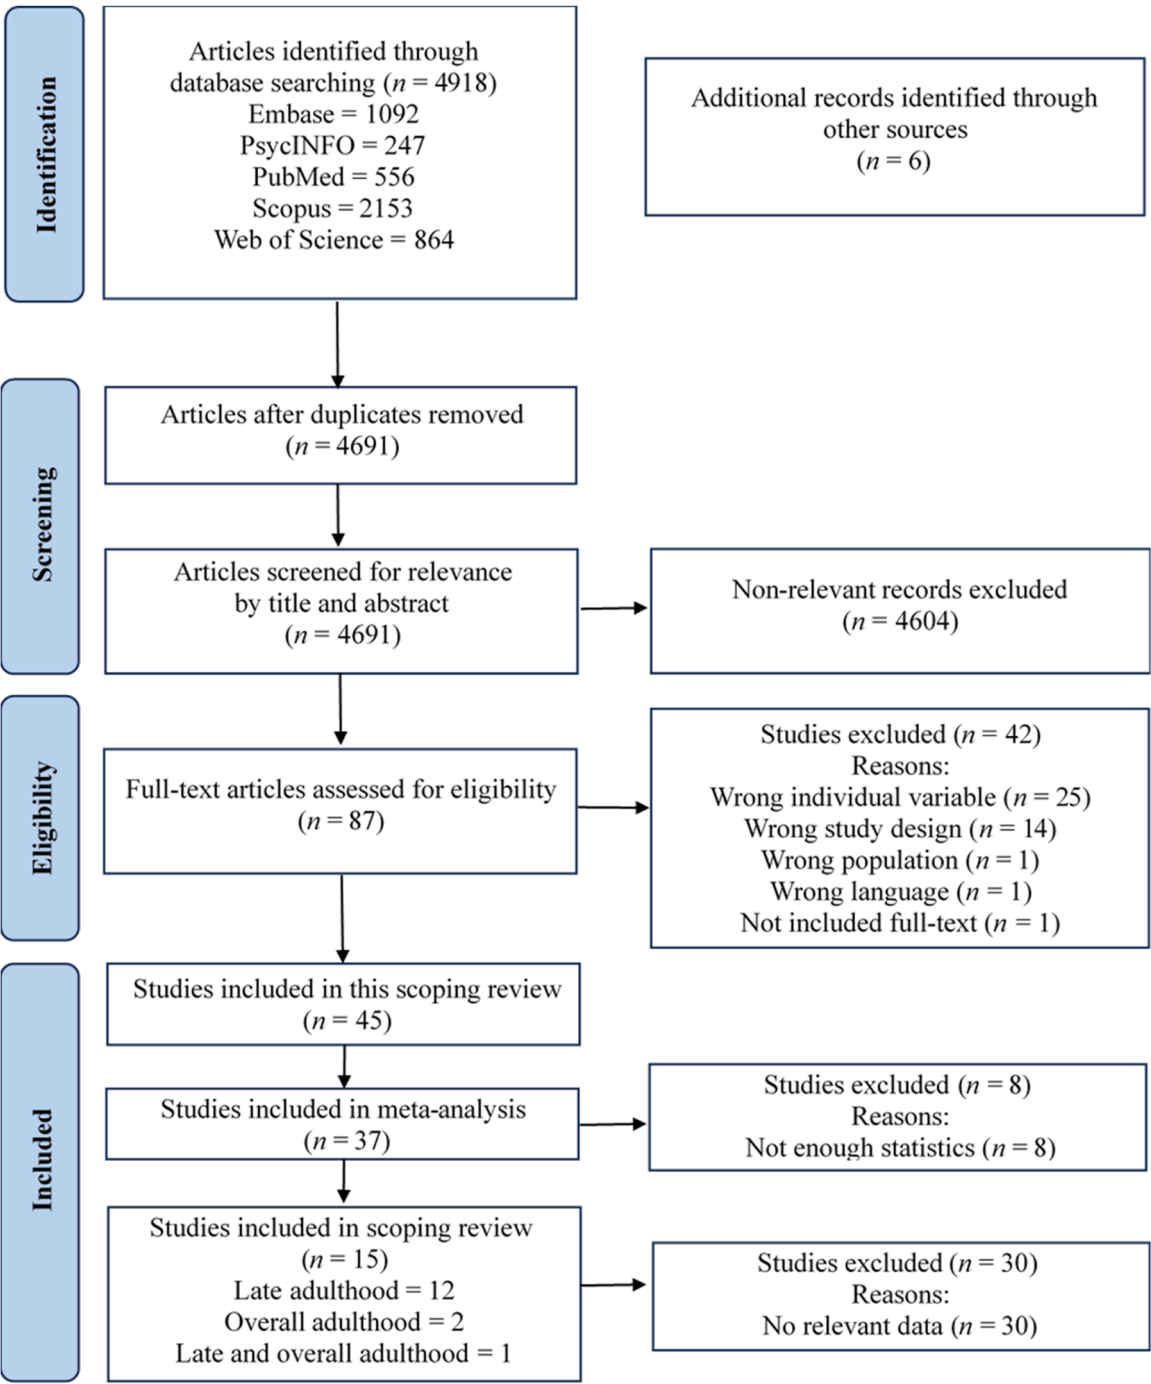 Identification
Articles identified through
database searching (n = 4918)
Embase = 1092
PsycINFO = 247
PubMed = 556
Scopus = 2153
Web of Science = 864
Additional records identified through
other sources
(n = 6)
Screening
Articles after duplicates removed
(n = 4691)
Articles screened for relevance
by title and abstract
(n = 4691)
Non-relevant records excluded
(n = 4604)
Eligibility
Full-text articles assessed for eligibility
(n = 87)
Studies excluded (n = 42)
Reasons:
Wrong individual variable (n = 25)
Wrong study design (n = 14)
Wrong population (n = 1)
Wrong language (n = 1)
Not included full-text (n = 1)
Included
Studies included in this scoping review
(n = 45)
Studies included in meta-analysis
(n = 37)
Studies excluded (n = 8)
Reasons:
Not enough statistics (n = 8)
Studies included in scoping review
(n = 15)
Late adulthood = 12
Overall adulthood = 2
Late and overall adulthood = 1
Studies excluded (n = 30)
Reasons:
No relevant data (n = 30)